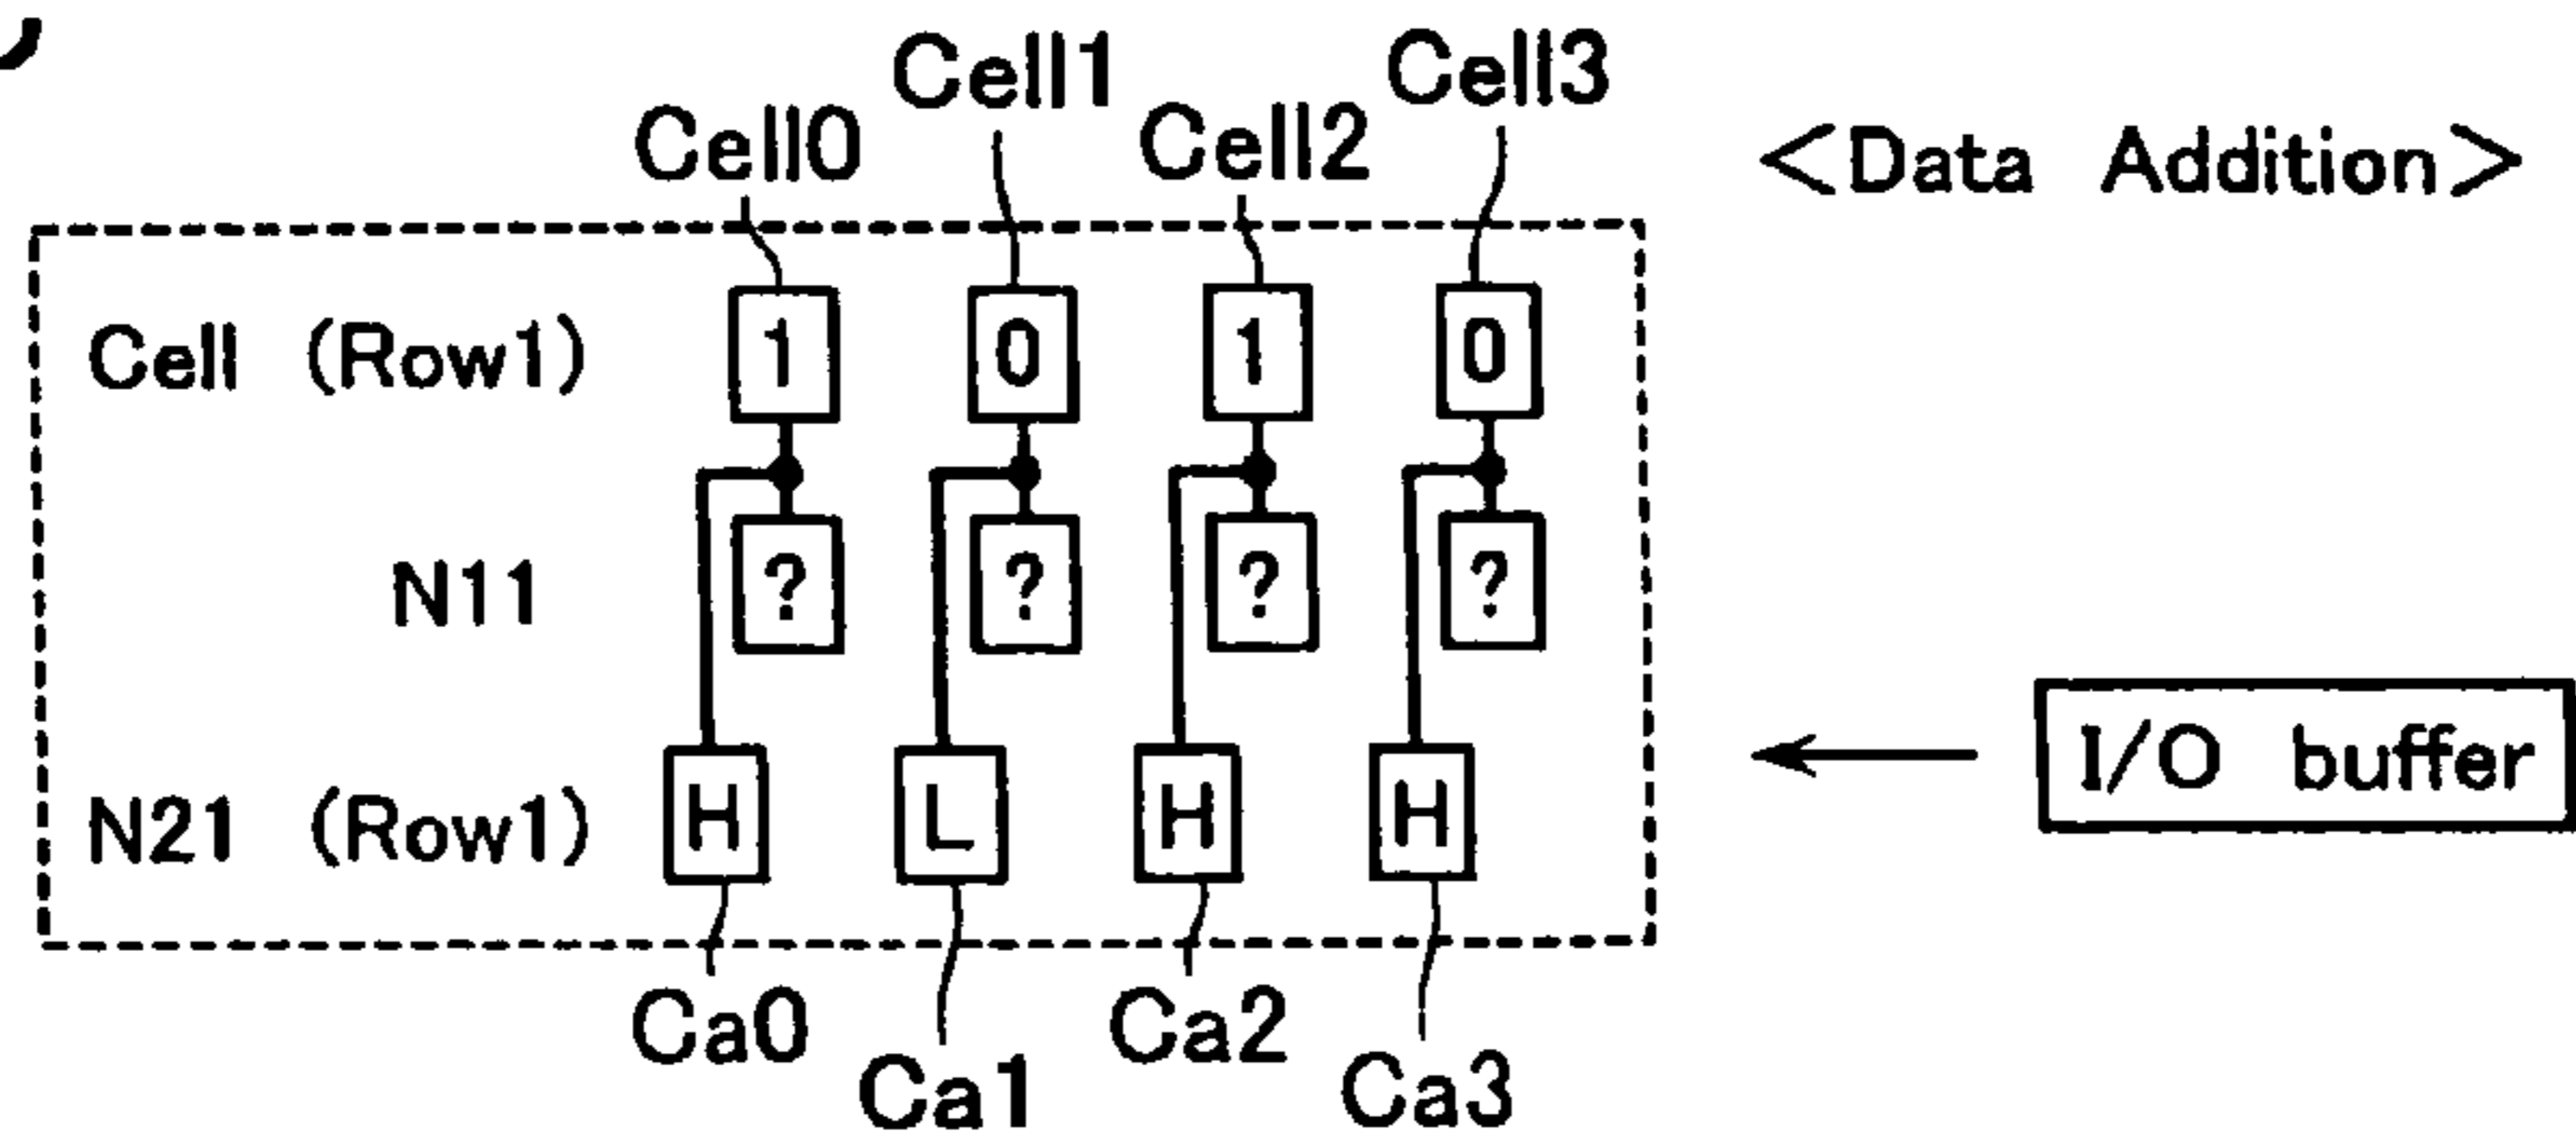 Cell0 Cell1 Cell2 Cell3 <Data Addition>
Cell (Row1) 1 0 1 0
N11 ? ? ? ?
N21 (Row1) H L H H I/O buffer
Ca0 Ca1 Ca2 Ca3